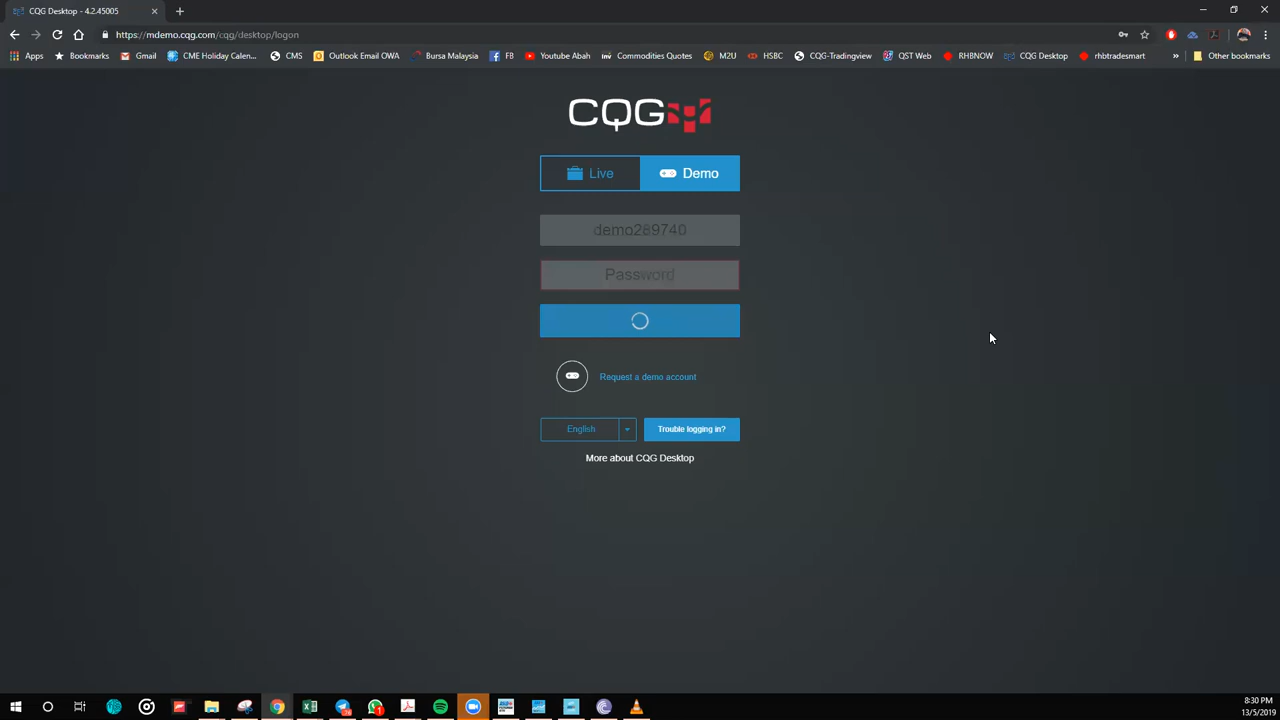 CQG Desktop - 4.2.45005
https://mdemo.cqg.com/cqg/desktop/logon
Apps Bookmarks Gmail CME Holiday Calen... CMS Outlook Email OWA Bursa Malaysia FB Youtube Abah Commodities Quotes M2U HSBC CQG-Tradingview QST Web RHBNOW CQG Desktop rhbtradesmart » Other bookmarks
CQG
Live Demo
demo289740
Password
Request a demo account
English Trouble logging in?
More about CQG Desktop
8:30 PM
13/5/2019